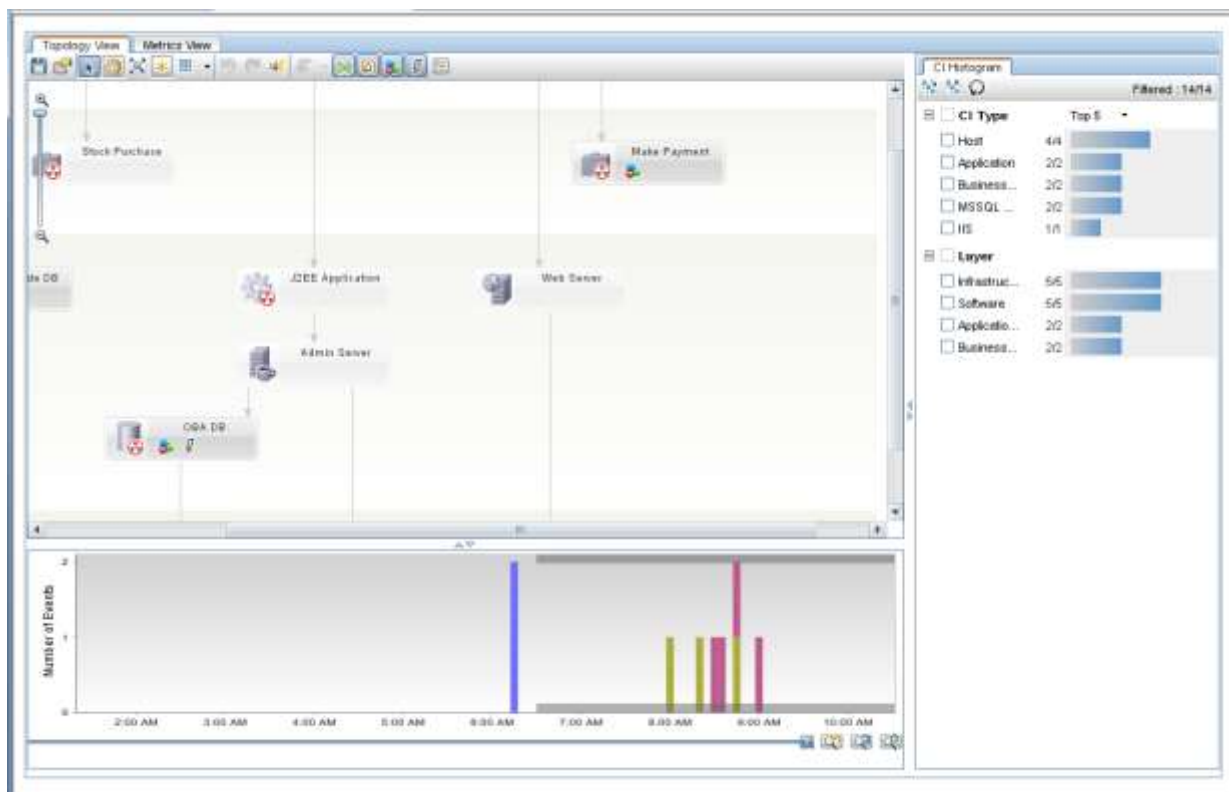 Topology View Metrics View
Stock Purchase
Make Payment
de DB
J2EE Application
Web Server
Admin Server
OBA DB
Number of Events
2
1
0
2:00 AM 3:00 AM 4:00 AM 5:00 AM 6:00 AM 7:00 AM 8:00 AM 9:00 AM 10:00 AM
CI Histogram
Filtered : 14/14
CI Type Top 5
Host 4/4
Application 2/2
Business... 2/2
MSSQL ... 2/2
IIS 1/1
Layer
Infrastruc... 5/5
Software 5/5
Applicatio... 2/2
Business... 2/2